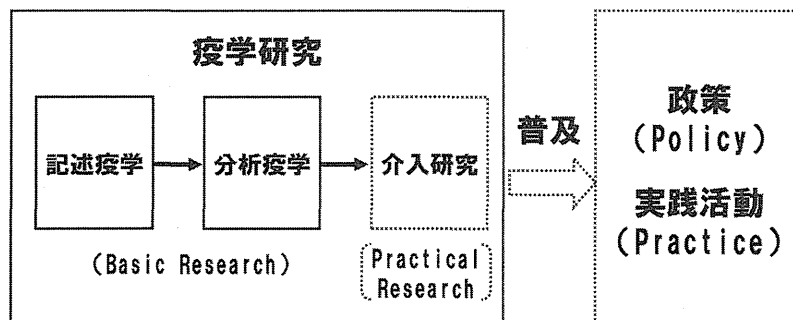 疫学研究
記述疫学
分析疫学
介入研究
(Basic Research)
(Practical
Research)
普及
政策
(Policy)
実践活動
(Practice)